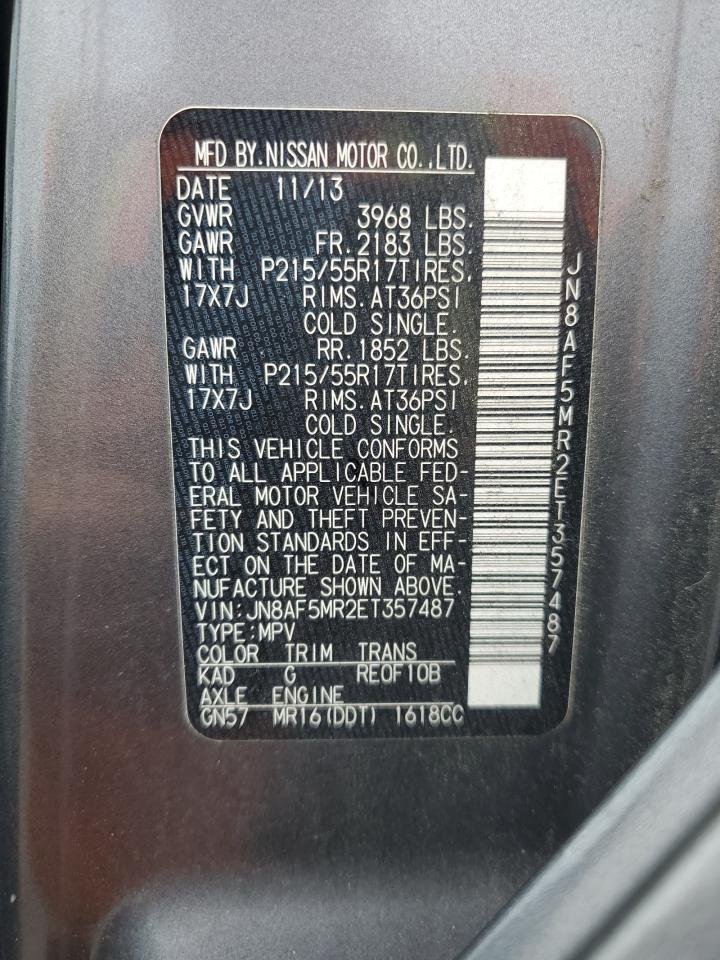 MFD BY.NISSAN MOTOR CO.,LTD.
DATE 11/13
GVWR 3968 LBS.
GAWR FR.2183 LBS.
WITH P215/55R17TIRES,
17X7J RIMS.AT36PSI
COLD SINGLE.
GAWR RR.1852 LBS.
WITH P215/55R17TIRES,
17X7J RIMS.AT36PSI
COLD SINGLE.
THIS VEHICLE CONFORMS
TO ALL APPLICABLE FED-
ERAL MOTOR VEHICLE SA-
FETY AND THEFT PREVEN-
TION STANDARDS IN EFF-
ECT ON THE DATE OF MA-
NUFACTURE SHOWN ABOVE.
VIN:JN8AF5MR2ET357487
TYPE:MPV
COLOR TRIM TRANS
KAD G RE0F10B
AXLE ENGINE
GN57 MR16(DDT) 1618CC
JN8AF5MR2ET357487